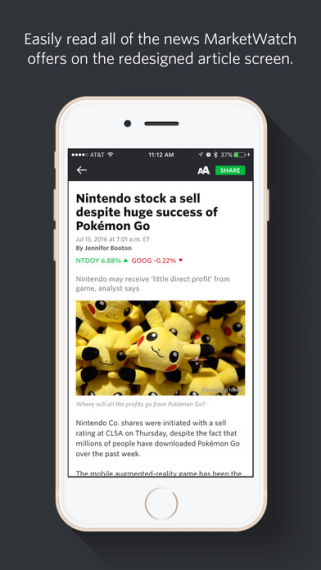 Easily read all of the news MarketWatch
offers on the redesigned article screen.
AT&T 11:12 AM 37%
AA SHARE
Nintendo stock a sell
despite huge success of
Pokémon Go
Jul 15, 2016 at 7:01 a.m. ET
By Jennifer Booton
NTDOY 6.88% ▲ GOOG -0.22% ▼
Nintendo may receive 'little direct profit' from
game, analyst says
Where will all the profits go from Pokémon Go?
Nintendo Co. shares were initiated with a sell
rating at CLSA on Thursday, despite the fact that
millions of people have downloaded Pokémon Go
over the past week.
The mobile augmented-reality game has been the